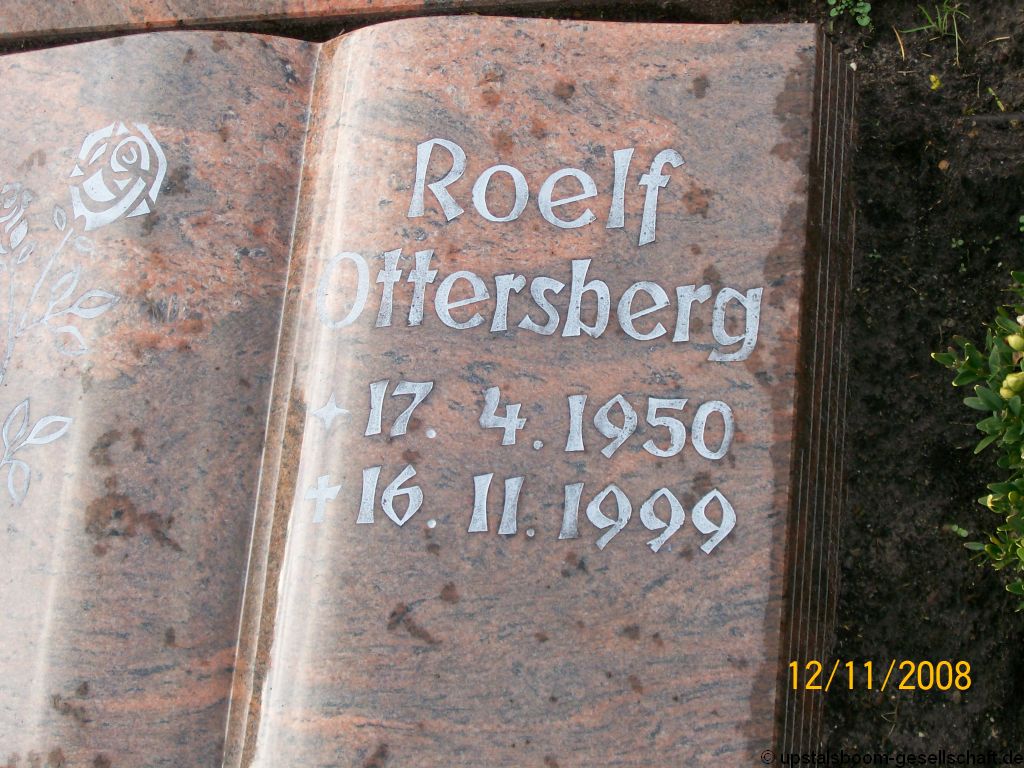 Roelf
Ottersberg
17. 4. 1950
16. 11. 1999
12/11/2008
© upstalsboom-gesellschaft.de